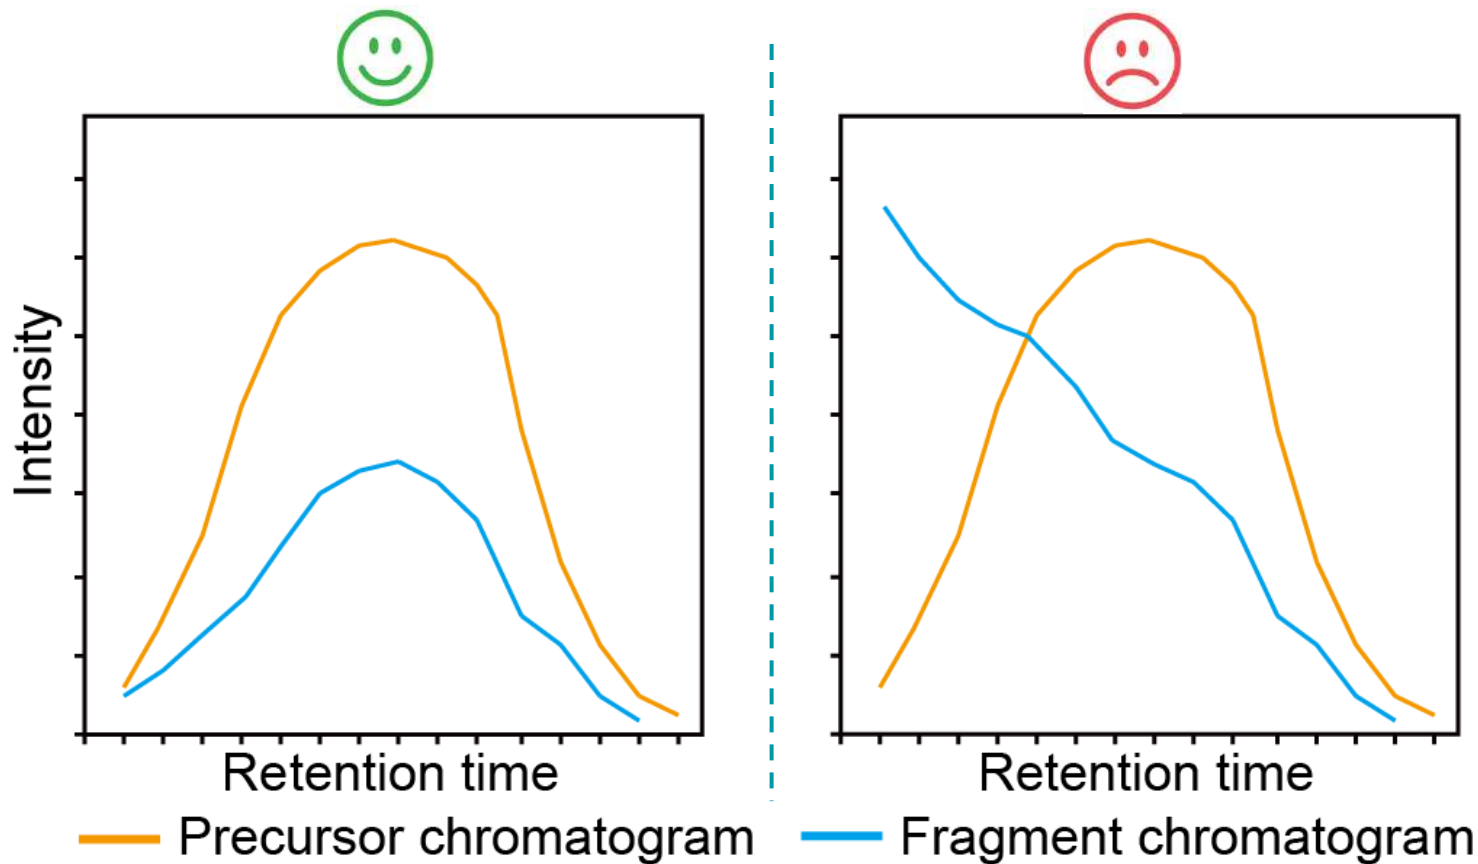 Intensity
Retention time
Retention time
Precursor chromatogram
Fragment chromatogram